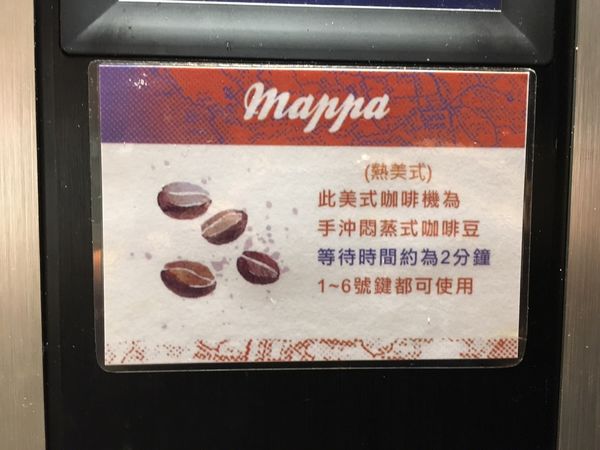 mappa
(熱美式)
此美式咖啡機為
手沖悶蒸式咖啡豆
等待時間約為2分鐘
1~6號鍵都可使用